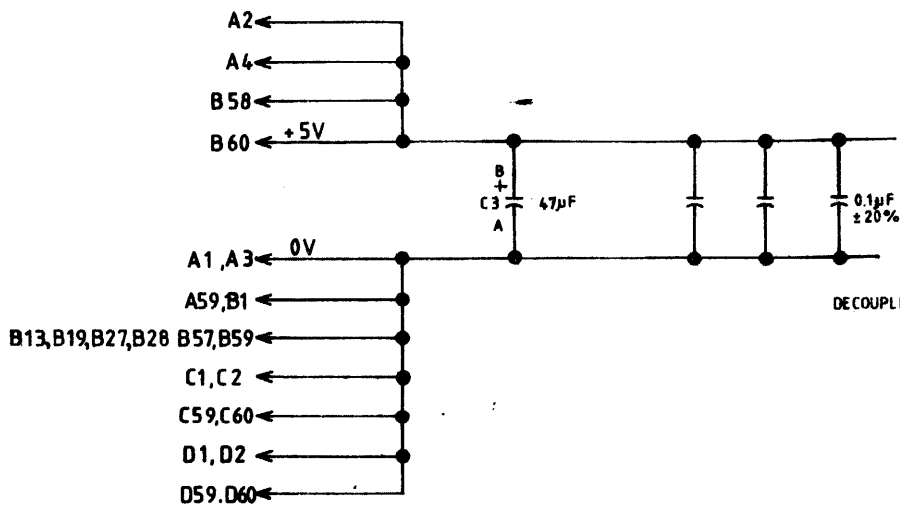 A2
A4
B58
B60 +5V
B
+
C3 47µF
A
0.1µF
±20%
A1,A3 0V
A59,B1
DECOUPL
B13,B19,B27,B28 B57,B59
C1,C2
C59,C60
D1,D2
D59.D60